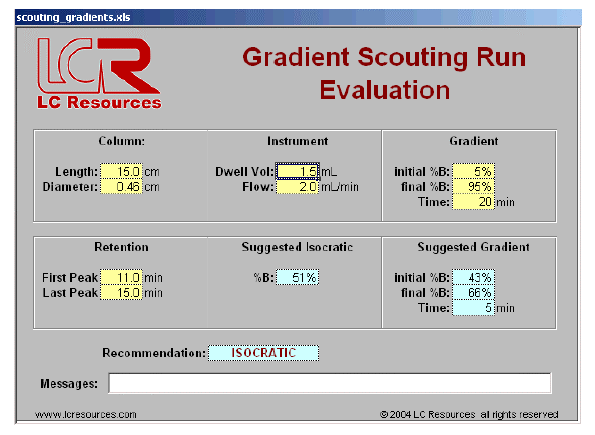 scouting_gradients.xls
LCR
LC Resources
Gradient Scouting Run
Evaluation
Column:
Length: 15.0 cm
Diameter: 0.46 cm
Instrument
Dwell Vol: 1.5 mL
Flow: 2.0 mL/min
Gradient
initial %B: 5%
final %B: 95%
Time: 20 min
Retention
First Peak 11.0 min
Last Peak 15.0 min
Suggested Isocratic
%B: 51%
Suggested Gradient
initial %B: 43%
final %B: 66%
Time: 5 min
Recommendation: ISOCRATIC
Messages:
www.lcresources.com
© 2004 LC Resources all rights reserved